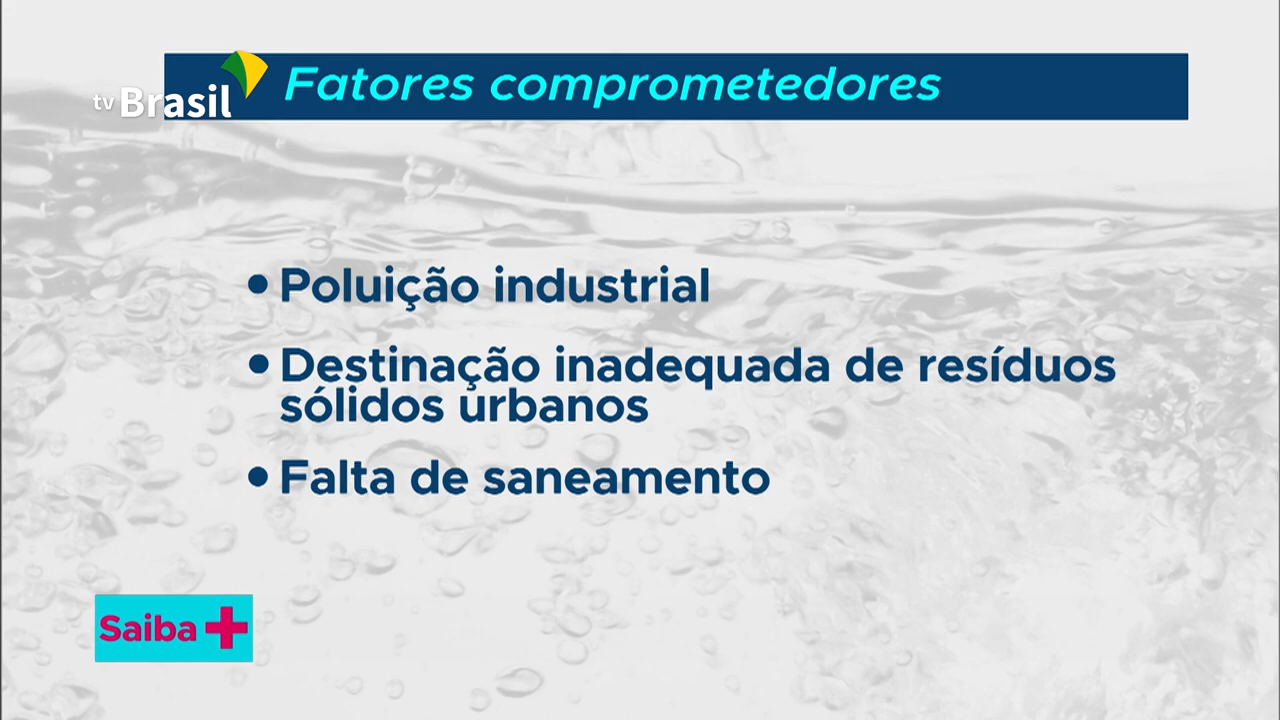 tv Brasil
Fatores comprometedores
• Poluição industrial
• Destinação inadequada de resíduos
sólidos urbanos
• Falta de saneamento
Saiba +